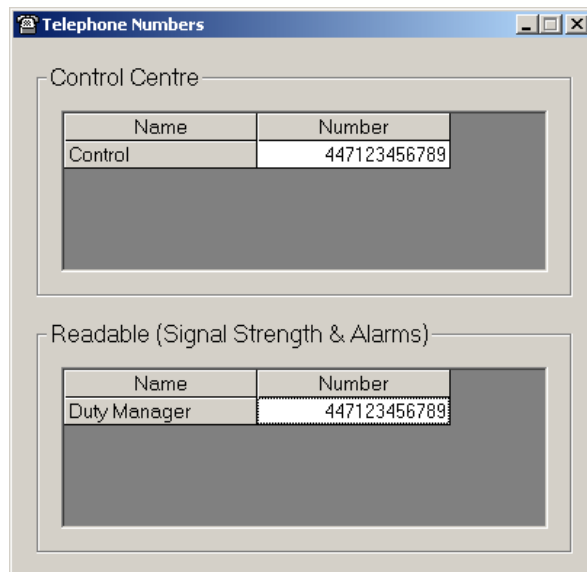 Telephone Numbers
Control Centre
Name Number
Control 447123456789
Readable (Signal Strength & Alarms)
Name Number
Duty Manager 447123456789